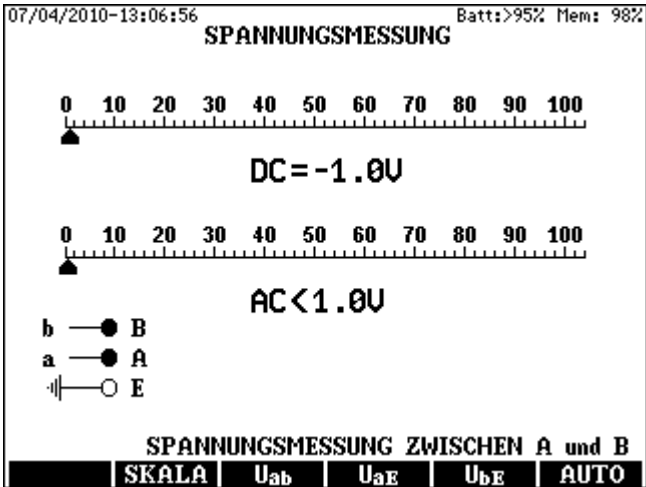 07/04/2010-13:06:56 Batt:>95% Mem: 98%
SPANNUNGSMESSUNG
0 10 20 30 40 50 60 70 80 90 100
DC=-1.0V
0 10 20 30 40 50 60 70 80 90 100
AC<1.0V
b B
a A
E
SPANNUNGSMESSUNG ZWISCHEN A und B
SKALA Uab UaE UbE AUTO